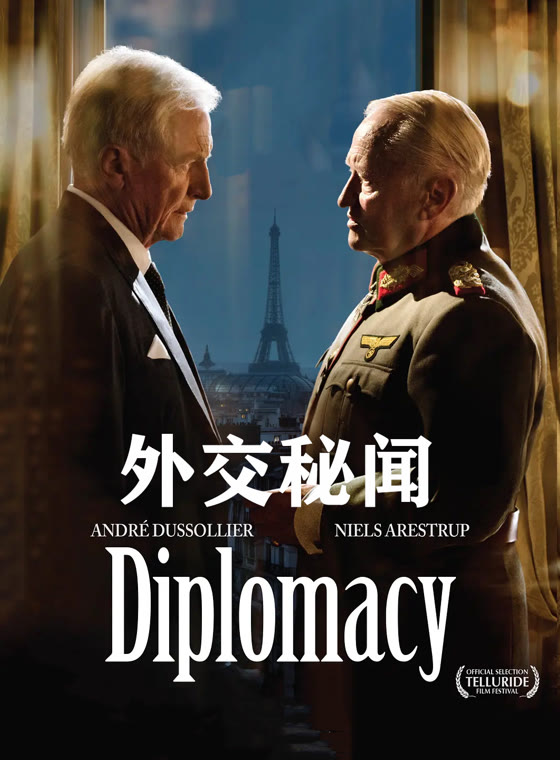 外交秘闻
ANDRÉ DUSSOLLIER NIELS ARESTRUP
Diplomacy
OFFICIAL SELECTION
TELLURIDE
FILM FESTIVAL